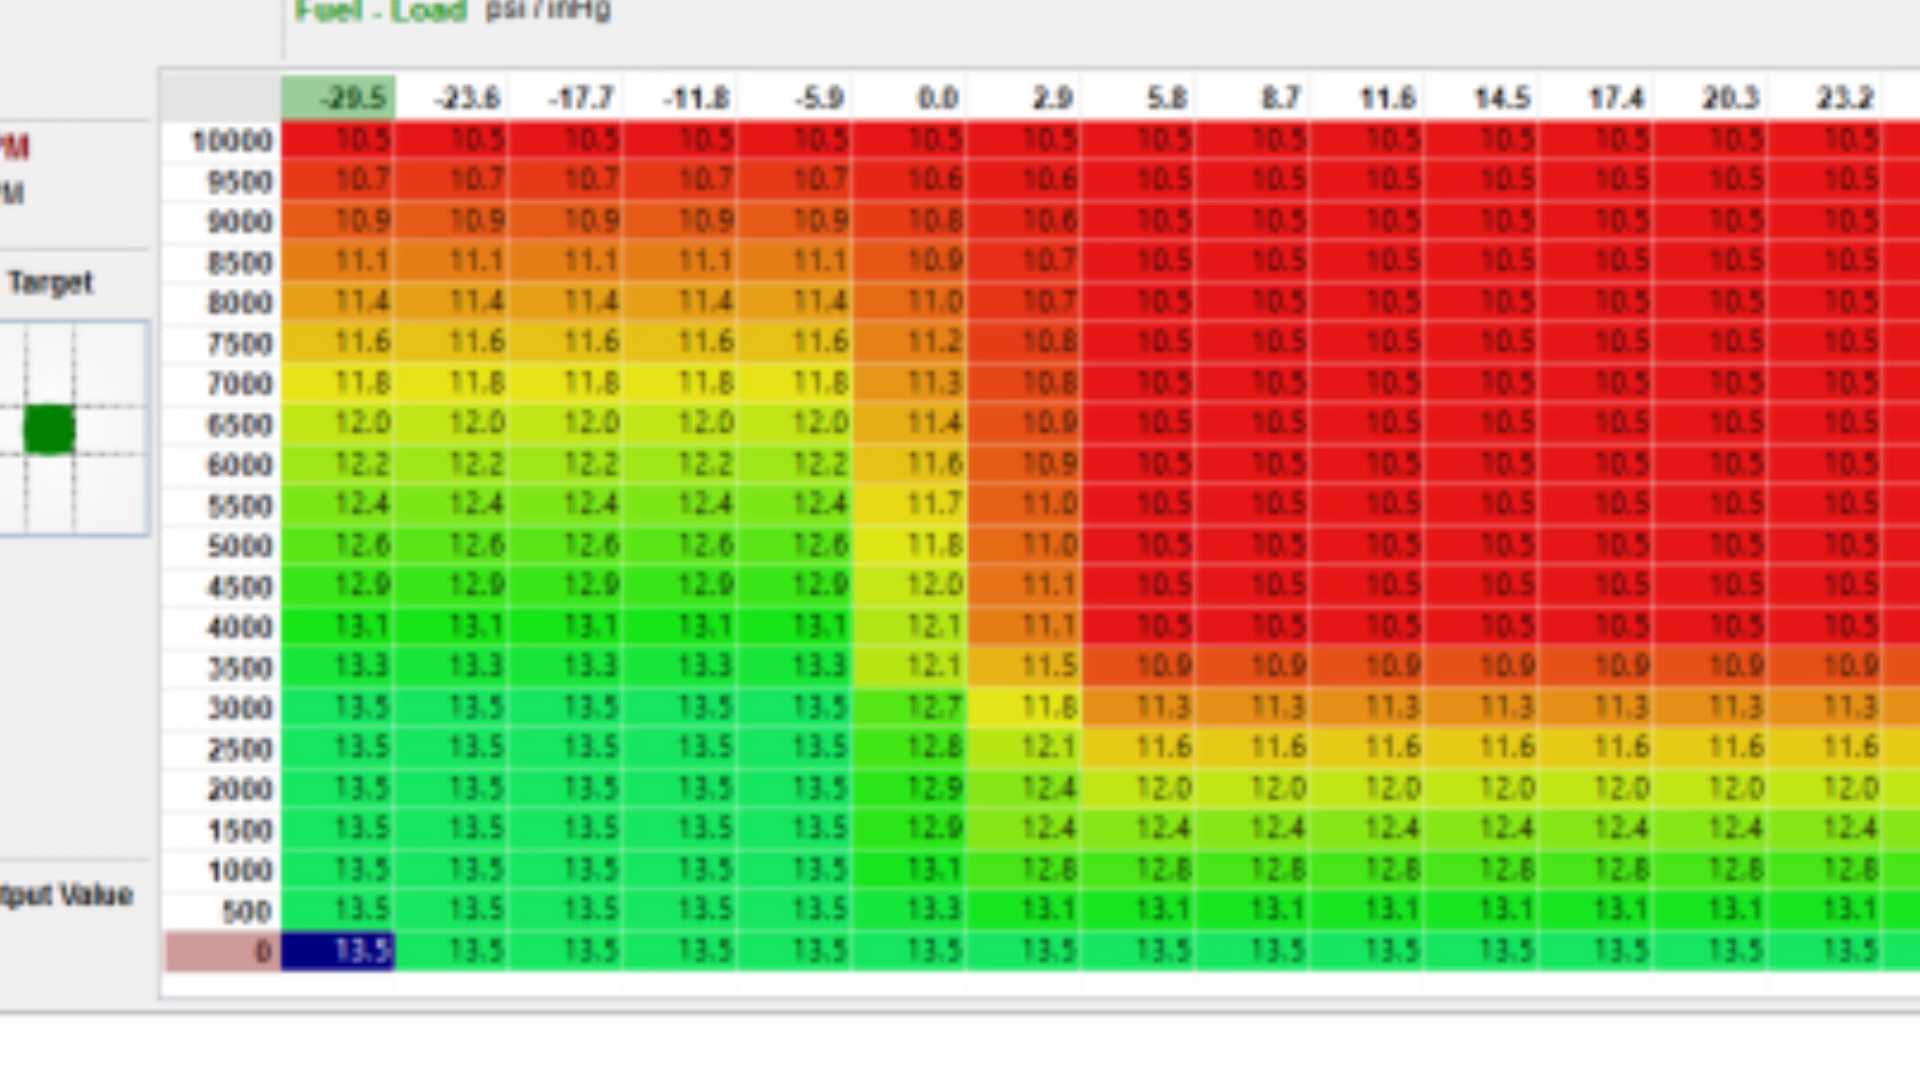 Fuel - Load psi / inHg
-29.5 -23.6 -17.7 -11.8 -5.9 0.0 2.9 5.8 8.7 11.6 14.5 17.4 20.3 23.2
10000 10.5 10.5 10.5 10.5 10.5 10.5 10.5 10.5 10.5 10.5 10.5 10.5 10.5 10.5
PM
9500 10.7 10.7 10.7 10.7 10.7 10.6 10.6 10.5 10.5 10.5 10.5 10.5 10.5 10.5
PM
9000 10.9 10.9 10.9 10.9 10.9 10.8 10.6 10.5 10.5 10.5 10.5 10.5 10.5 10.5
8500 11.1 11.1 11.1 11.1 11.1 10.9 10.7 10.5 10.5 10.5 10.5 10.5 10.5 10.5
Target
8000 11.4 11.4 11.4 11.4 11.4 11.0 10.7 10.5 10.5 10.5 10.5 10.5 10.5 10.5
7500 11.6 11.6 11.6 11.6 11.6 11.2 10.8 10.5 10.5 10.5 10.5 10.5 10.5 10.5
7000 11.8 11.8 11.8 11.8 11.8 11.3 10.8 10.5 10.5 10.5 10.5 10.5 10.5 10.5
6500 12.0 12.0 12.0 12.0 12.0 11.4 10.9 10.5 10.5 10.5 10.5 10.5 10.5 10.5
6000 12.2 12.2 12.2 12.2 12.2 11.6 10.9 10.5 10.5 10.5 10.5 10.5 10.5 10.5
5500 12.4 12.4 12.4 12.4 12.4 11.7 11.0 10.5 10.5 10.5 10.5 10.5 10.5 10.5
5000 12.6 12.6 12.6 12.6 12.6 11.8 11.0 10.5 10.5 10.5 10.5 10.5 10.5 10.5
4500 12.9 12.9 12.9 12.9 12.9 12.0 11.1 10.5 10.5 10.5 10.5 10.5 10.5 10.5
4000 13.1 13.1 13.1 13.1 13.1 12.1 11.1 10.5 10.5 10.5 10.5 10.5 10.5 10.5
3500 13.3 13.3 13.3 13.3 13.3 12.1 11.5 10.9 10.9 10.9 10.9 10.9 10.9 10.9
3000 13.5 13.5 13.5 13.5 13.5 12.7 11.8 11.3 11.3 11.3 11.3 11.3 11.3 11.3
2500 13.5 13.5 13.5 13.5 13.5 12.8 12.1 11.6 11.6 11.6 11.6 11.6 11.6 11.6
2000 13.5 13.5 13.5 13.5 13.5 12.9 12.4 12.0 12.0 12.0 12.0 12.0 12.0 12.0
1500 13.5 13.5 13.5 13.5 13.5 12.9 12.4 12.4 12.4 12.4 12.4 12.4 12.4 12.4
1000 13.5 13.5 13.5 13.5 13.5 13.1 12.8 12.8 12.8 12.8 12.8 12.8 12.8 12.8
tput Value
500 13.5 13.5 13.5 13.5 13.5 13.3 13.1 13.1 13.1 13.1 13.1 13.1 13.1 13.1
0 13.5 13.5 13.5 13.5 13.5 13.5 13.5 13.5 13.5 13.5 13.5 13.5 13.5 13.5